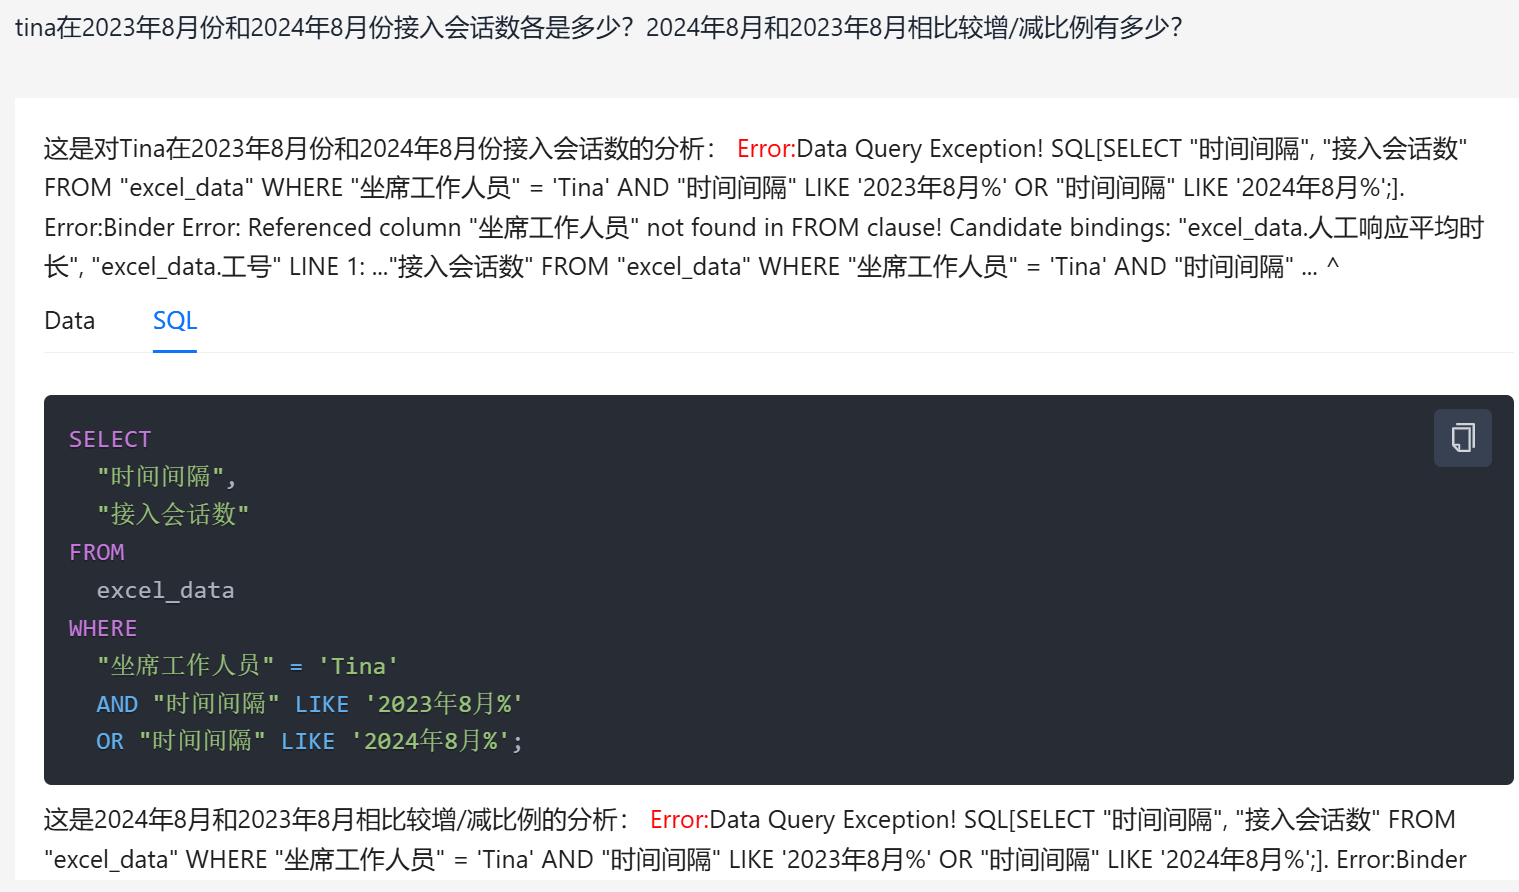 tina在2023年8月份和2024年8月份接入会话数各是多少？2024年8月和2023年8月相比较增/减比例有多少？
这是对Tina在2023年8月份和2024年8月份接入会话数的分析： Error:Data Query Exception! SQL[SELECT "时间间隔", "接入会话数"
FROM "excel_data" WHERE "坐席工作人员" = 'Tina' AND "时间间隔" LIKE '2023年8月%' OR "时间间隔" LIKE '2024年8月%';].
Error:Binder Error: Referenced column "坐席工作人员" not found in FROM clause! Candidate bindings: "excel_data.人工响应平均时
长", "excel_data.工号" LINE 1: ..."接入会话数" FROM "excel_data" WHERE "坐席工作人员" = 'Tina' AND "时间间隔" ... ^
Data SQL
SELECT
"时间间隔",
"接入会话数"
FROM
excel_data
WHERE
"坐席工作人员" = 'Tina'
AND "时间间隔" LIKE '2023年8月%'
OR "时间间隔" LIKE '2024年8月%';
这是2024年8月和2023年8月相比较增/减比例的分析： Error:Data Query Exception! SQL[SELECT "时间间隔", "接入会话数" FROM
"excel_data" WHERE "坐席工作人员" = 'Tina' AND "时间间隔" LIKE '2023年8月%' OR "时间间隔" LIKE '2024年8月%';]. Error:Binder